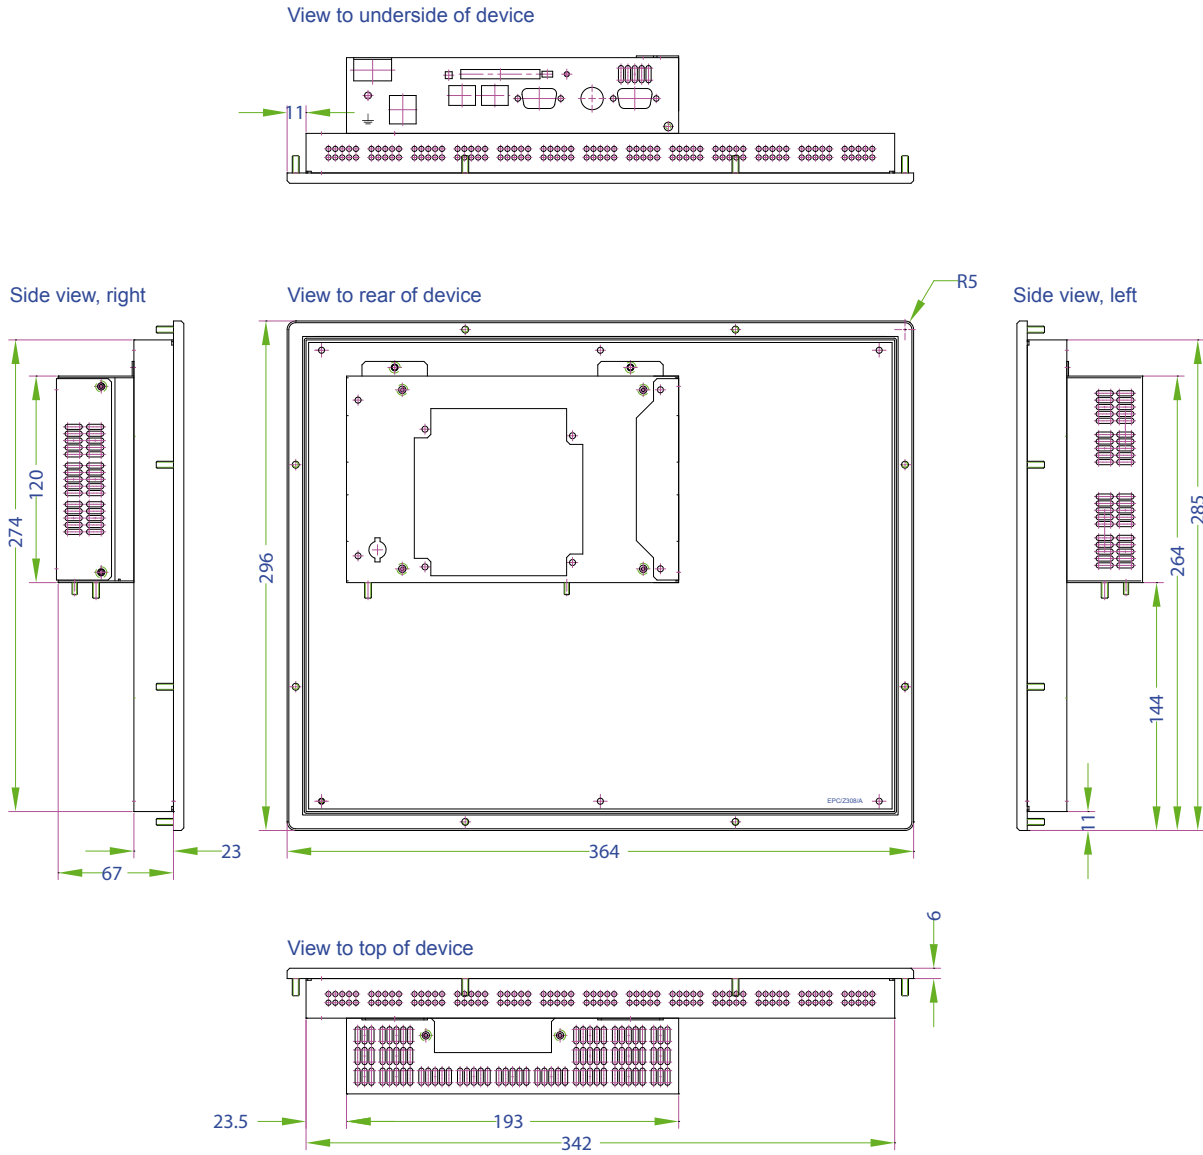 View to underside of device
11
Side view, right
View to rear of device
R5
Side view, left
274
120
296
285
264
144
11
EPC/Z308/A
23
67
364
View to top of device
6
23.5
193
342